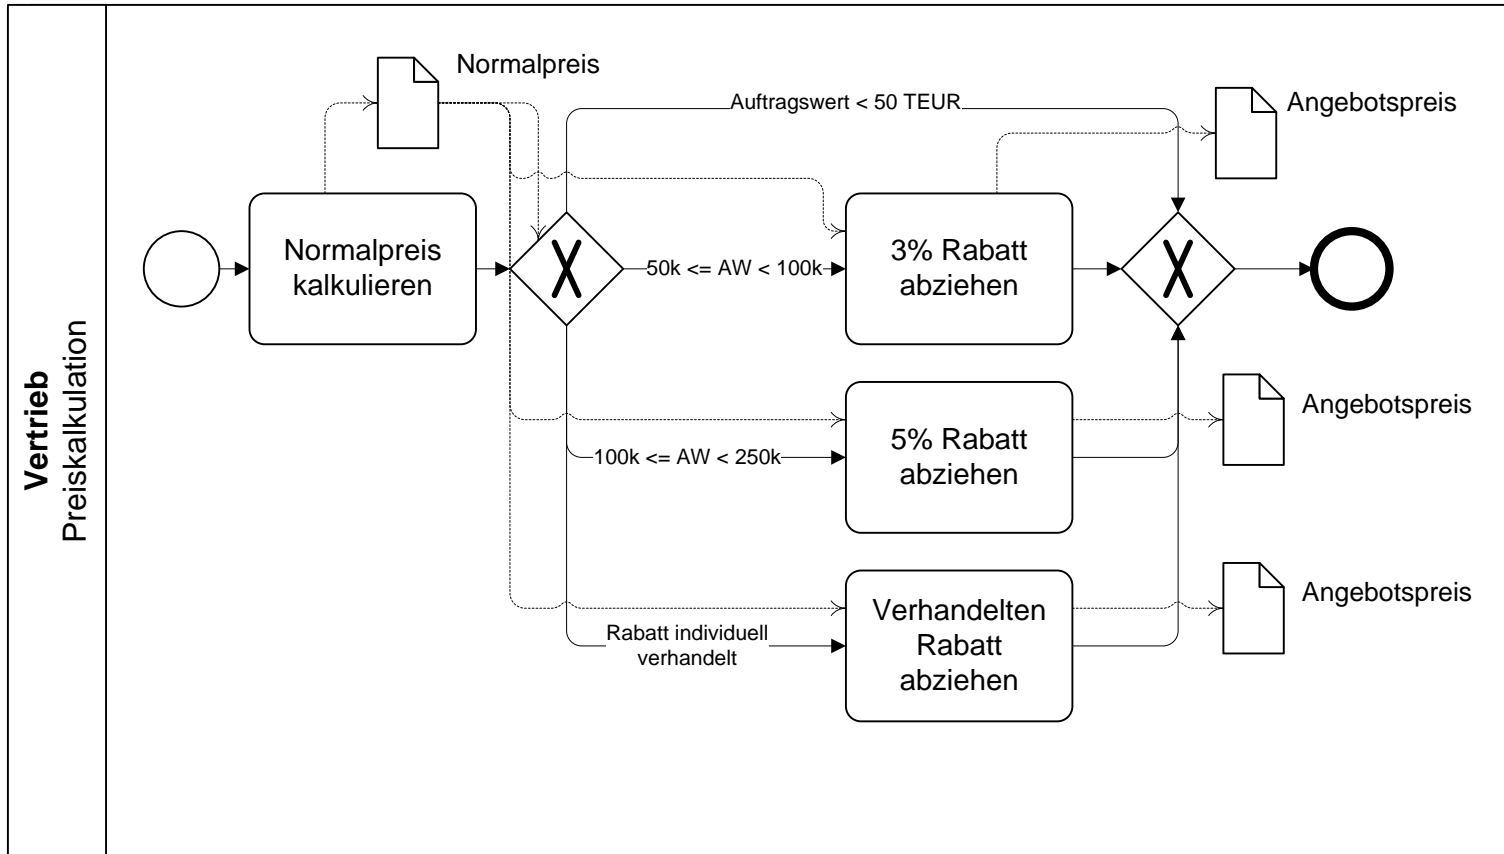 Vertrieb
Preiskalkulation
Normalpreis
Auftragswert < 50 TEUR
Angebotspreis
Normalpreis
kalkulieren
50k <= AW < 100k
3% Rabatt
abziehen
100k <= AW < 250k
5% Rabatt
abziehen
Angebotspreis
Rabatt individuell
verhandelt
Verhandelten
Rabatt
abziehen
Angebotspreis